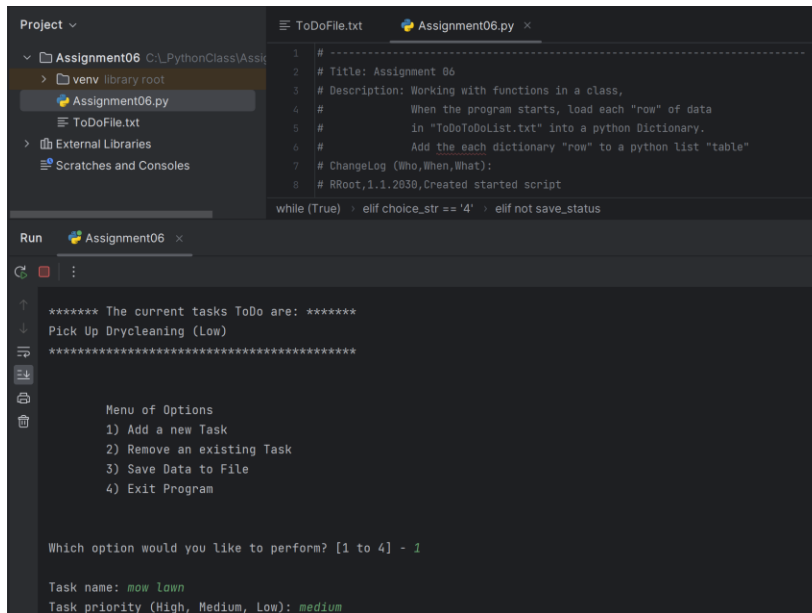 Project
ToDoFile.txt
Assignment06.py
Assignment06 C:\_PythonClass\Assig
venv library root
Assignment06.py
ToDoFile.txt
External Libraries
Scratches and Consoles
1 # ---------------------------------------------------------------------------
2 # Title: Assignment 06
3 # Description: Working with functions in a class,
4 #              When the program starts, load each "row" of data
5 #              in "ToDoToDoList.txt" into a python Dictionary.
6 #              Add the each dictionary "row" to a python list "table"
7 # ChangeLog (Who,When,What):
8 # RRoot,1.1.2030,Created started script
while (True) › elif choice_str == '4' › elif not save_status
Run Assignment06
******* The current tasks ToDo are: *******
Pick Up Drycleaning (Low)
*******************************************
Menu of Options
1) Add a new Task
2) Remove an existing Task
3) Save Data to File
4) Exit Program
Which option would you like to perform? [1 to 4] - 1
Task name: mow lawn
Task priority (High, Medium, Low): medium